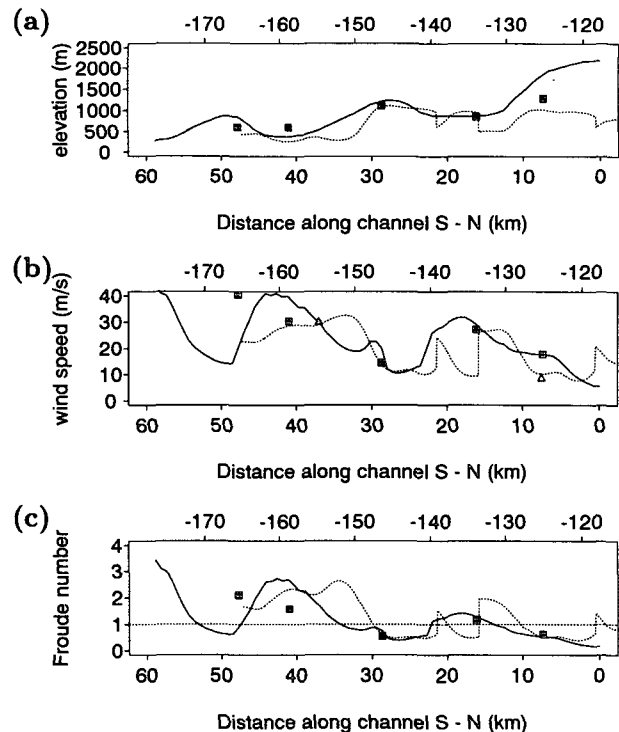 (a)
-170 -160 -150 -140 -130 -120
elevation (m)
2500
2000
1500
1000
500
0
60 50 40 30 20 10 0
Distance along channel S - N (km)
(b)
-170 -160 -150 -140 -130 -120
wind speed (m/s)
40
30
20
10
0
60 50 40 30 20 10 0
Distance along channel S - N (km)
(c)
-170 -160 -150 -140 -130 -120
Froude number
4
3
2
1
0
60 50 40 30 20 10 0
Distance along channel S - N (km)